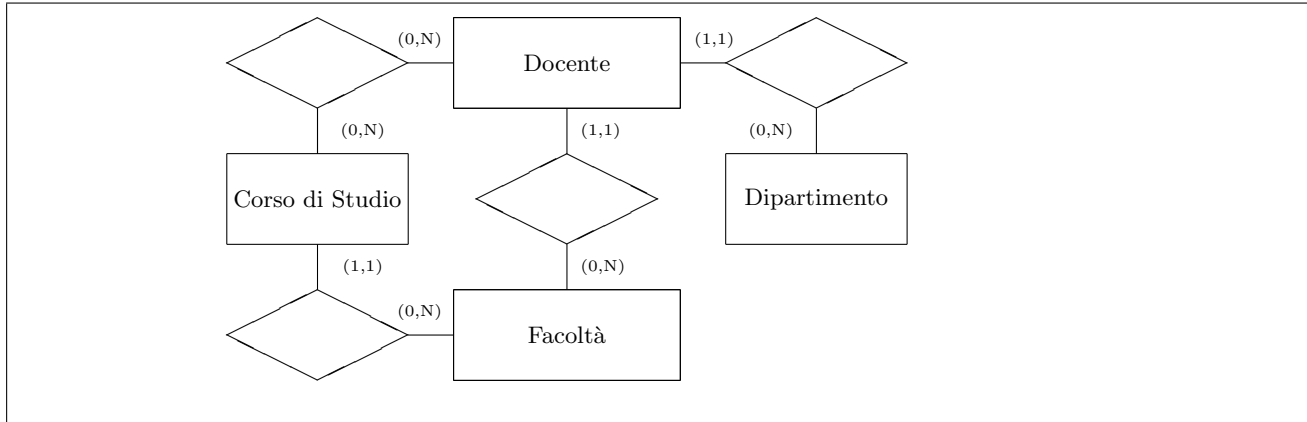 (0,N)
Docente
(1,1)
(0,N)
(1,1)
(0,N)
Corso di Studio
Dipartimento
(1,1)
(0,N)
(0,N)
Facoltà